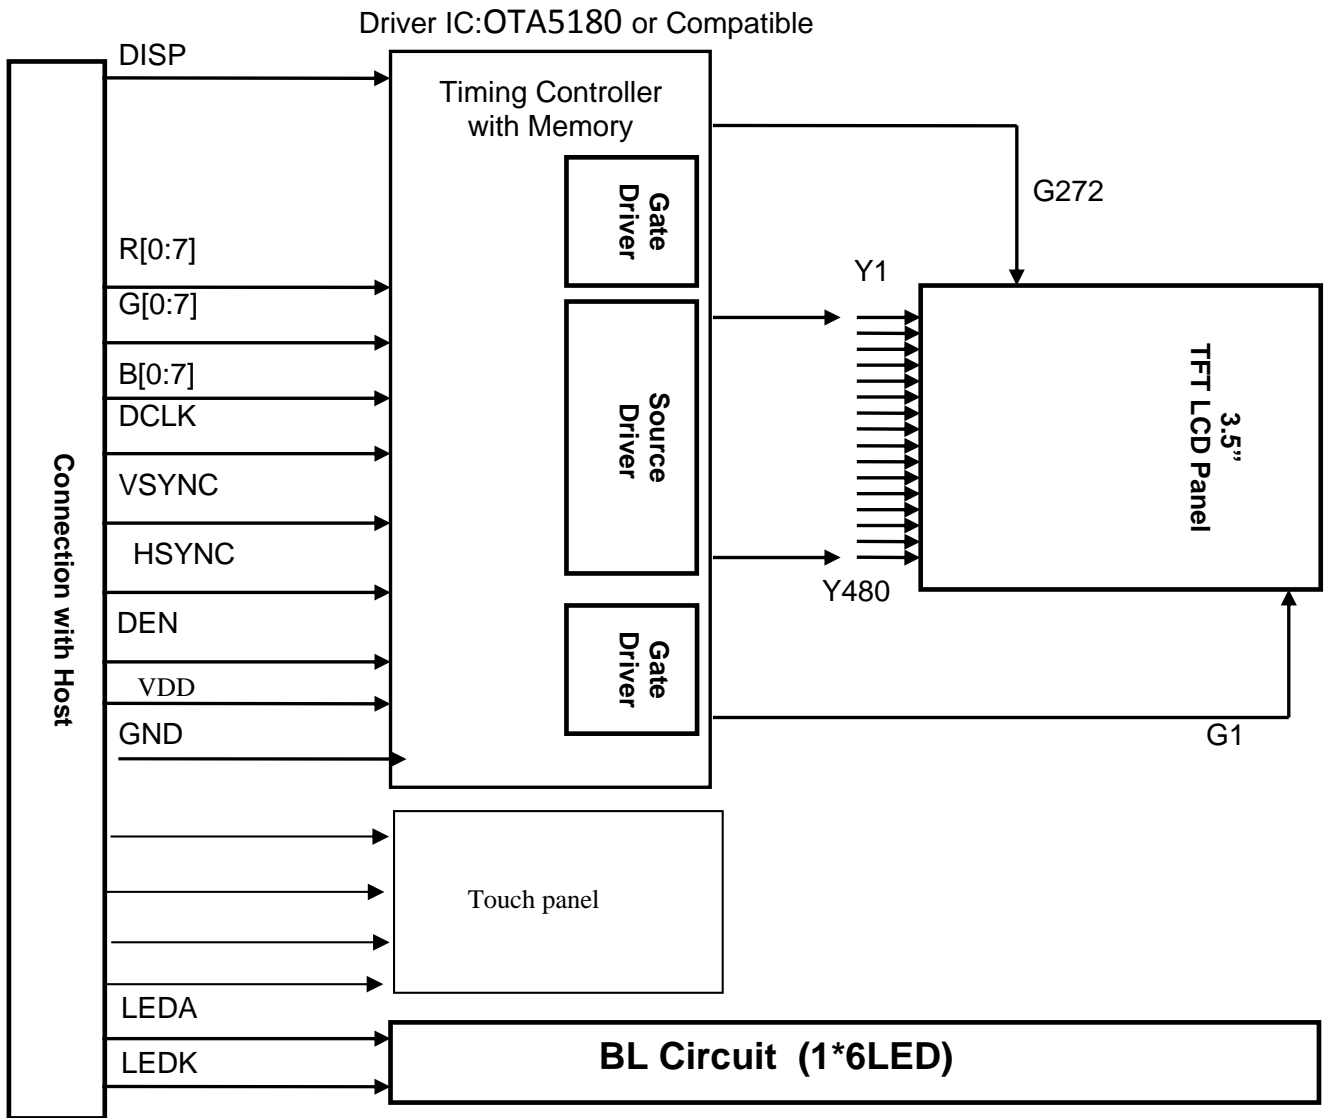 Driver IC:OTA5180 or Compatible
DISP
Timing Controller
with Memory
Gate
Driver
G272
R[0:7]
Y1
G[0:7]
3.5”
TFT LCD Panel
B[0:7]
DCLK
Source
Driver
Connection with Host
VSYNC
HSYNC
Y480
DEN
Gate
Driver
VDD
GND
G1
Touch panel
LEDA
BL Circuit (1*6LED)
LEDK